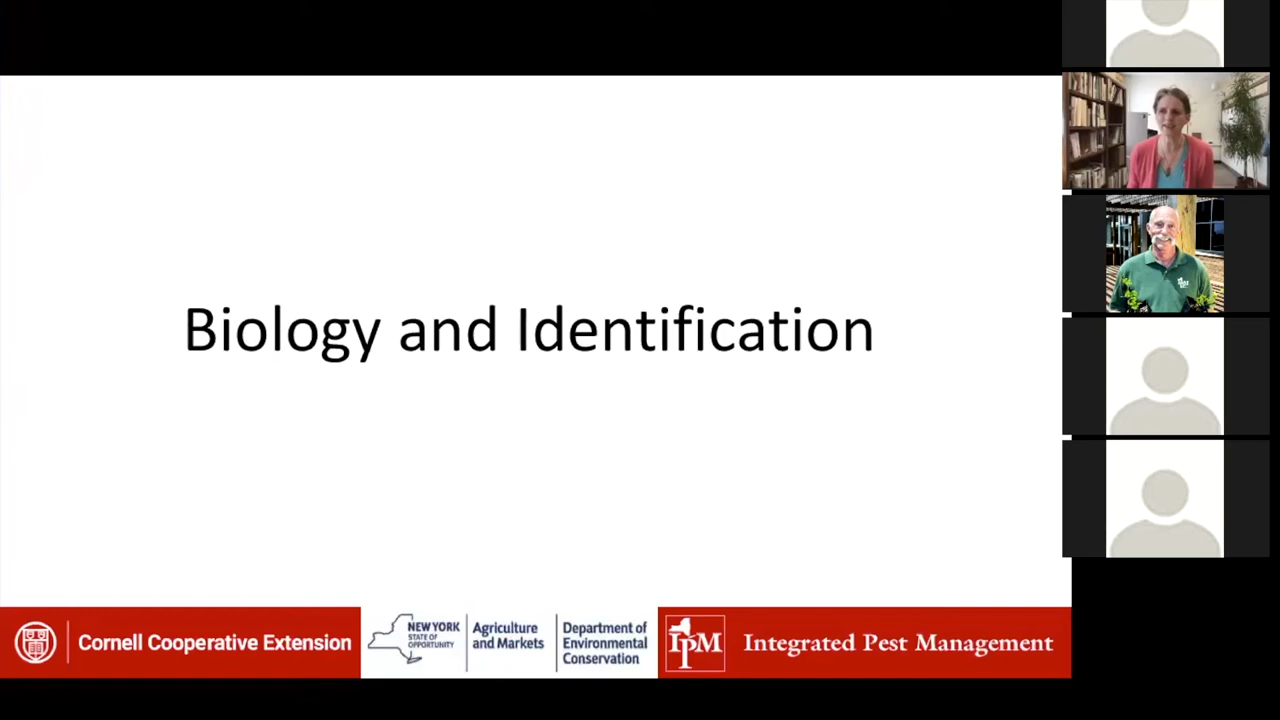 Biology and Identification
Cornell Cooperative Extension
NEW YORK
STATE OF
OPPORTUNITY
Agriculture
and Markets
Department of
Environmental
Conservation
IPM
Integrated Pest Management